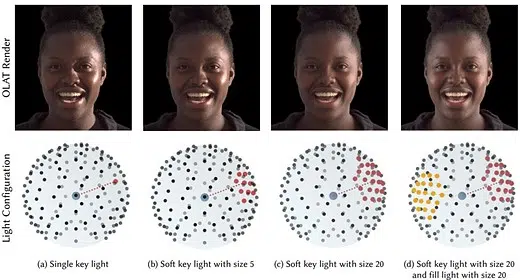 OLAT Render
Light Configuration
(a) Single key light
(b) Soft key light with size 5
(c) Soft key light with size 20
(d) Soft key light with size 20
and fill light with size 20